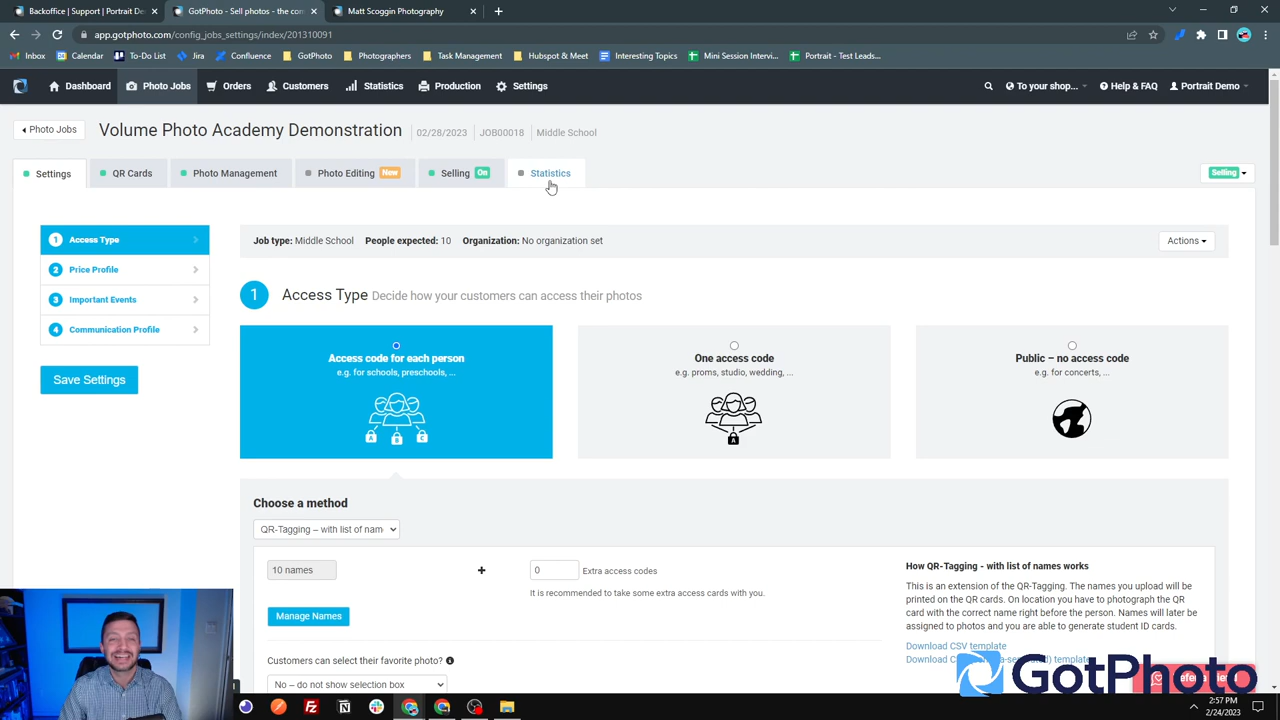 Backoffice | Support | Portrait De
GotPhoto - Sell photos - the con
Matt Scoggin Photography
app.gotphoto.com/config_jobs_settings/index/201310091
Inbox
Calendar
To-Do List
Jira
Confluence
GotPhoto
Photographers
Task Management
Hubspot & Meet
Interesting Topics
Mini Session Intervi...
Portrait - Test Leads...
Dashboard
Photo Jobs
Orders
Customers
Statistics
Production
Settings
To your shop...
Help & FAQ
Portrait Demo
Photo Jobs
Volume Photo Academy Demonstration
02/28/2023
JOB00018
Middle School
Settings
QR Cards
Photo Management
Photo Editing New
Selling On
Statistics
Selling
1 Access Type
2 Price Profile
3 Important Events
4 Communication Profile
Save Settings
Job type: Middle School People expected: 10 Organization: No organization set
Actions
1 Access Type Decide how your customers can access their photos
Access code for each person
e.g. for schools, preschools, ...
A B C
One access code
e.g. proms, studio, wedding, ...
A
Public – no access code
e.g. for concerts, ...
Choose a method
QR-Tagging – with list of nam
10 names
+
0
Extra access codes
It is recommended to take some extra access cards with you.
Manage Names
Customers can select their favorite photo?
No – do not show selection box
How QR-Tagging - with list of names works
This is an extension of the QR-Tagging. The names you upload will be
printed on the QR cards. On location you have to photograph the QR
card with the correct name right before the person. Names will later be
assigned to photos and you are able to generate student ID cards.
Download CSV template
template
GotPhoto
2:57 PM
2/24/2023